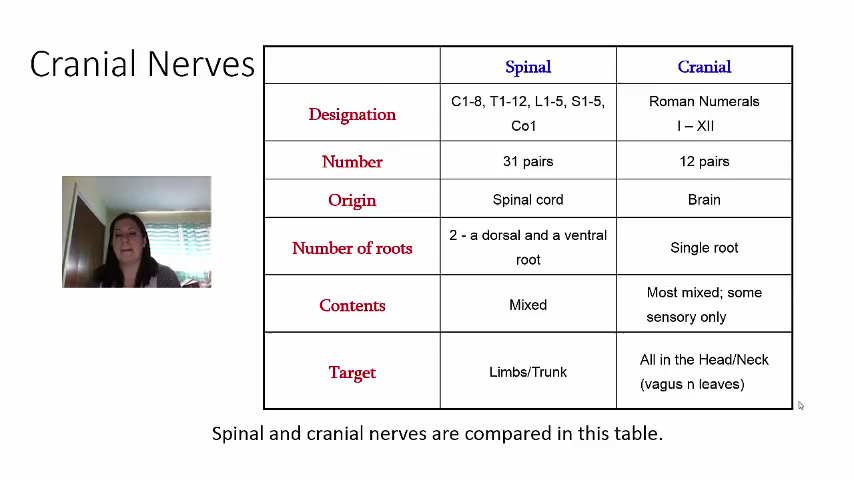 Cranial Nerves
Spinal
Cranial
Designation
C1-8, T1-12, L1-5, S1-5,
Co1
Roman Numerals
I – XII
Number
31 pairs
12 pairs
Origin
Spinal cord
Brain
Number of roots
2 - a dorsal and a ventral
root
Single root
Contents
Mixed
Most mixed; some
sensory only
Target
Limbs/Trunk
All in the Head/Neck
(vagus n leaves)
Spinal and cranial nerves are compared in this table.